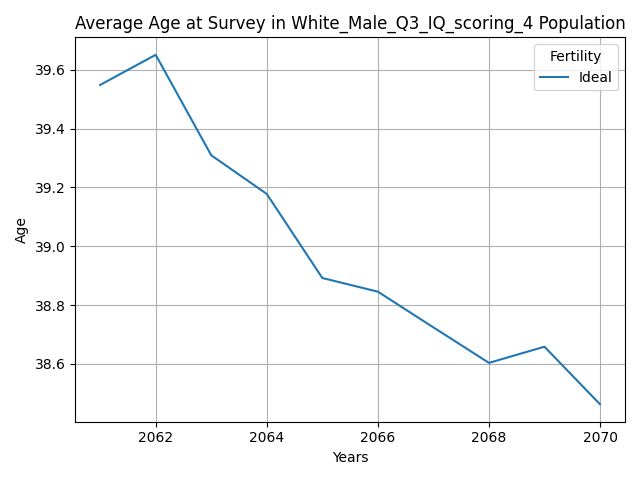 Average Age at Survey in White_Male_Q3_IQ_scoring_4 Population
Fertility
Ideal
39.6
39.4
39.2
39.0
38.8
38.6
Age
2062 2064 2066 2068 2070
Years